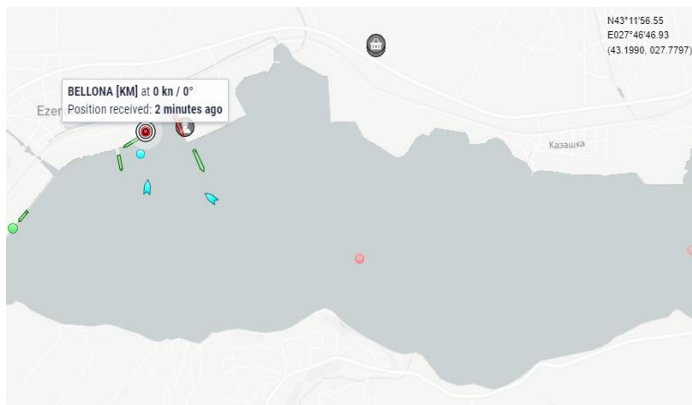 N43°11'56.55
E027°46'46.93
(43.1990, 027.7797)
BELLONA [KM] at 0 kn / 0°
Position received: 2 minutes ago
Ezer
Казашка